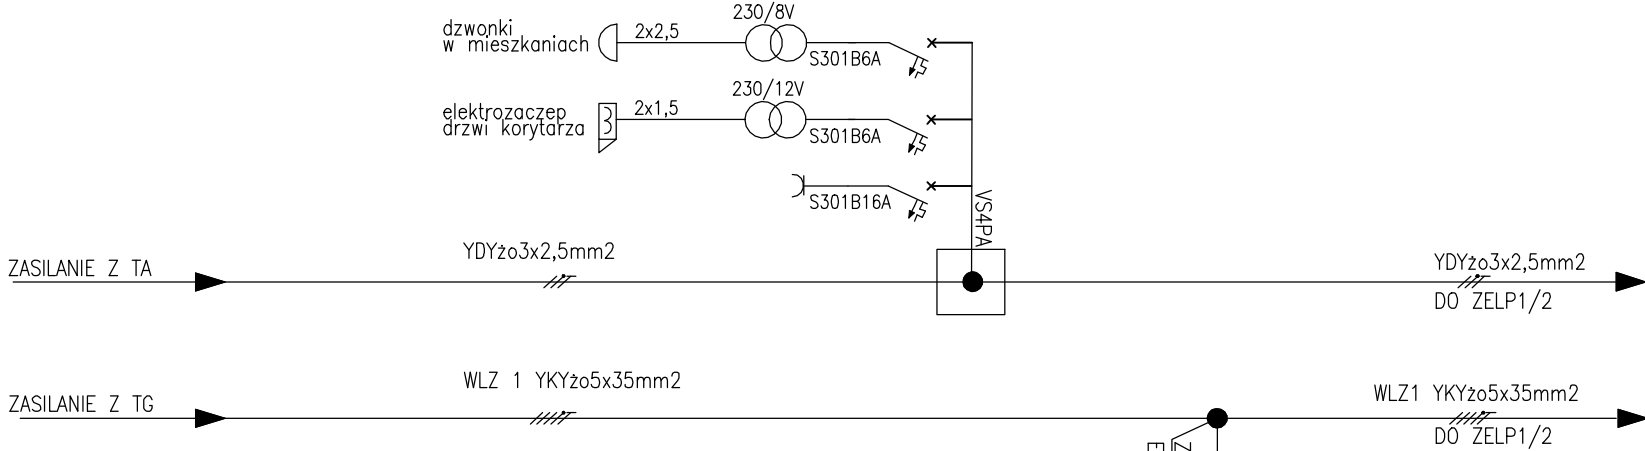 230/8V
dzwonki
w mieszkaniach
2x2,5
S301B6A
230/12V
elektrozaczep
drzwi korytarza
2x1,5
S301B6A
S301B16A
VS4PA
ZASILANIE Z TA
YDYżo3x2,5mm2
YDYżo3x2,5mm2
DO ZELP1/2
ZASILANIE Z TG
WLZ 1 YKYżo5x35mm2
WLZ1 YKYżo5x35mm2
DO ZELP1/2